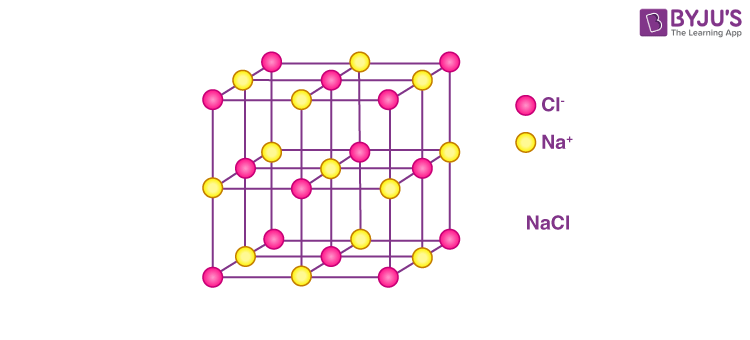 BYJU'S
The Learning App
Cl-
Na+
NaCl